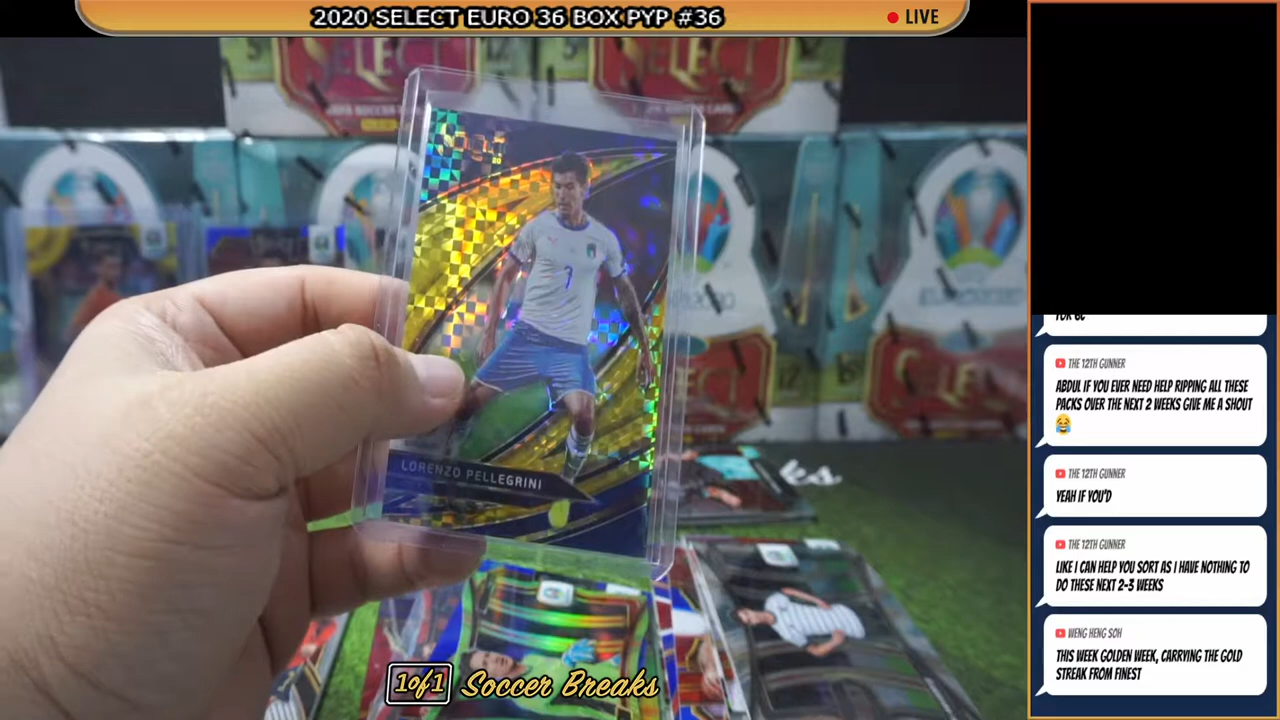 2020 SELECT EURO 36 BOX PYP #36
LIVE
SELECT
LORENZO PELLEGRINI
7
1of1 Soccer Breaks
THE 12TH GUNNER
ABDUL IF YOU EVER NEED HELP RIPPING ALL THESE
PACKS OVER THE NEXT 2 WEEKS GIVE ME A SHOUT
😂
THE 12TH GUNNER
YEAH IF YOU'D
THE 12TH GUNNER
LIKE I CAN HELP YOU SORT AS I HAVE NOTHING TO
DO THESE NEXT 2-3 WEEKS
WENG HENG SOH
THIS WEEK GOLDEN WEEK, CARRYING THE GOLD
STREAK FROM FINEST